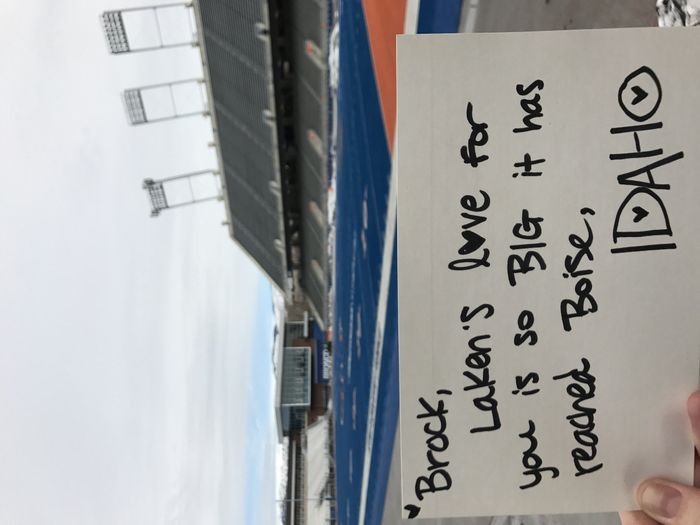 Brock,
Laken's love for
you is so BIG it has
reached Boise,
IDAHO